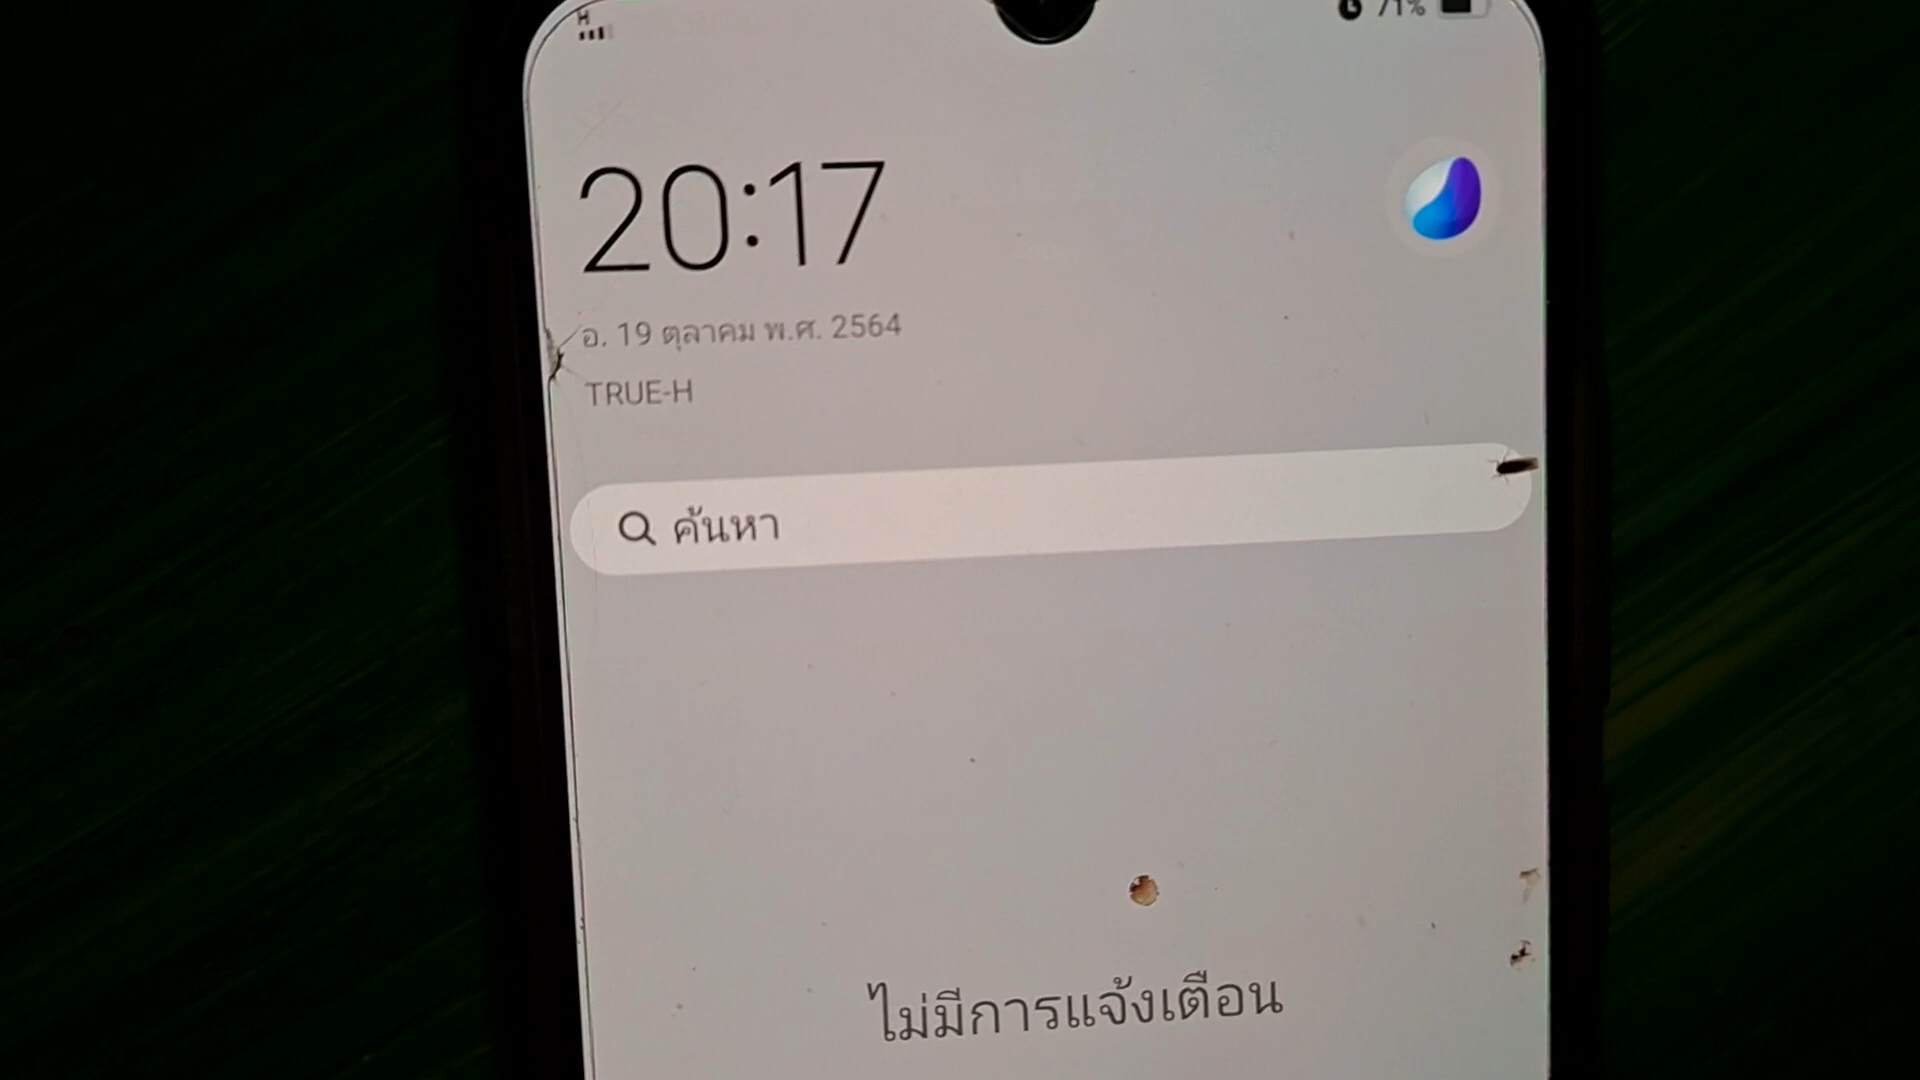 H
71%
20:17
อ. 19 ตุลาคม พ.ศ. 2564
TRUE-H
ค้นหา
ไม่มีการแจ้งเตือน